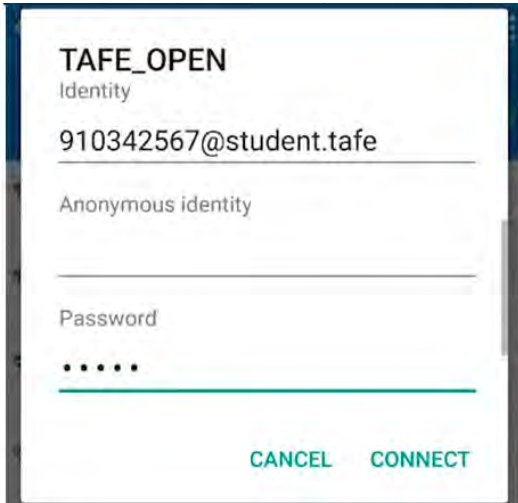 TAFE_OPEN
Identity
910342567@student.tafe
Anonymous identity
Password
•••••
CANCEL CONNECT